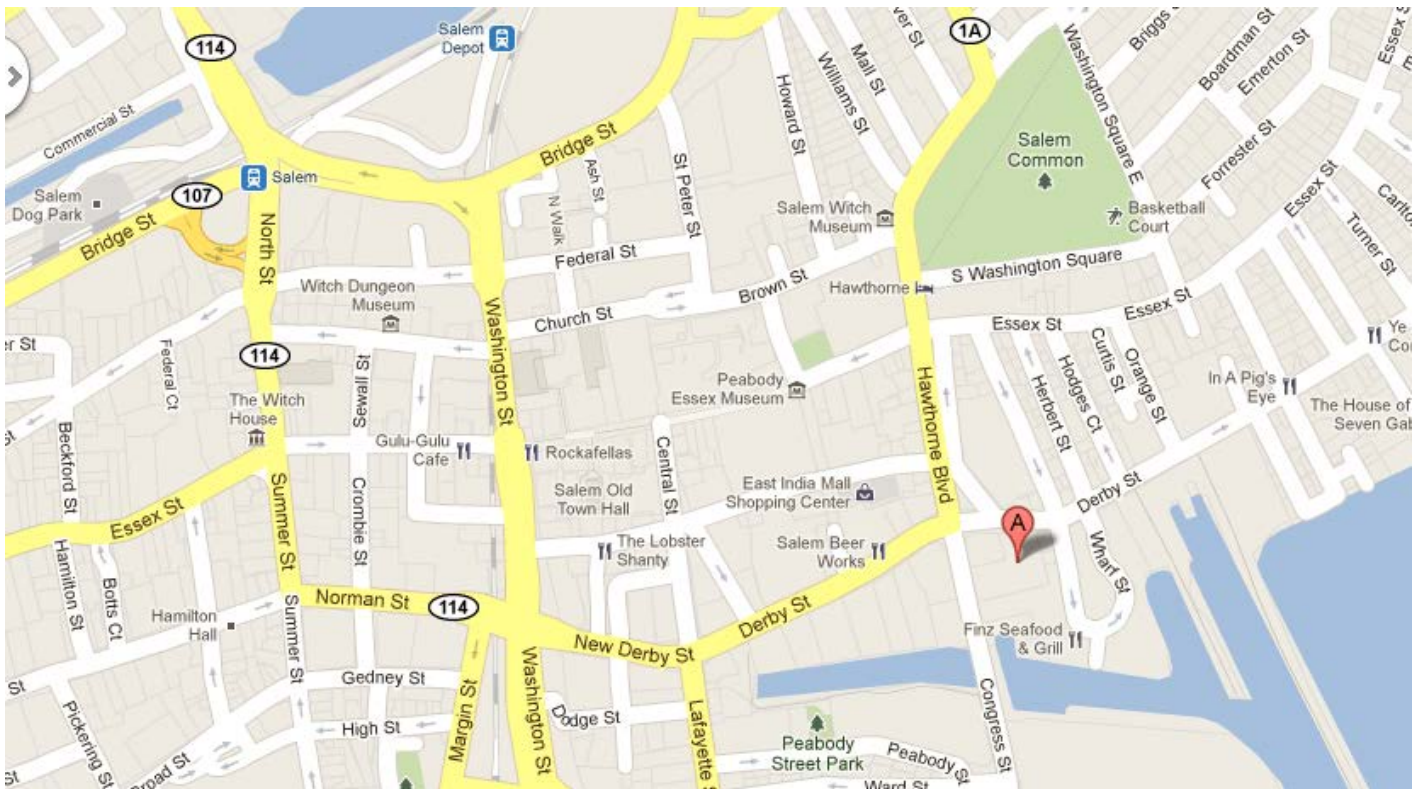 114
Salem
Depot
1A
Washington Square E
Briggs St
Boardman St
Emerton St
Essex St
Mall St
Williams St
Howard St
Commercial St
Bridge St
St Peter St
Ash St
N Walk
Salem
Common
Forrester St
Essex St
Salem
107
Salem
Dog Park
Bridge St
North St
Salem Witch
Museum
Basketball
Court
Turner St
Federal St
S Washington Square
Witch Dungeon
Museum
Brown St
Hawthorne
Church St
Washington St
Essex St
Essex St
114
Federal Ct
Sewall St
Curtis St
Orange St
Hodges Ct
Herbert St
Ye
Peabody
Essex Museum
In A Pig's
Eye
The House of
Seven Gab
The Witch
House
Hawthorne Blvd
Beckford St
Gulu-Gulu
Cafe
Rockafellas
Central St
Salem Old
Town Hall
East India Mall
Shopping Center
Derby St
Summer St
Crombie St
Essex St
A
The Lobster
Shanty
Salem Beer
Works
Wharf St
Hamilton St
Botts Ct
Norman St
114
Derby St
Hamilton
Hall
Summer St
Finz Seafood
& Grill
New Derby St
Gedney St
Margin St
Washington St
Congress St
Pickering St
High St
Dodge St
Lafayette S
Peabody
Street Park
Peabody St
Broad St
Ward St